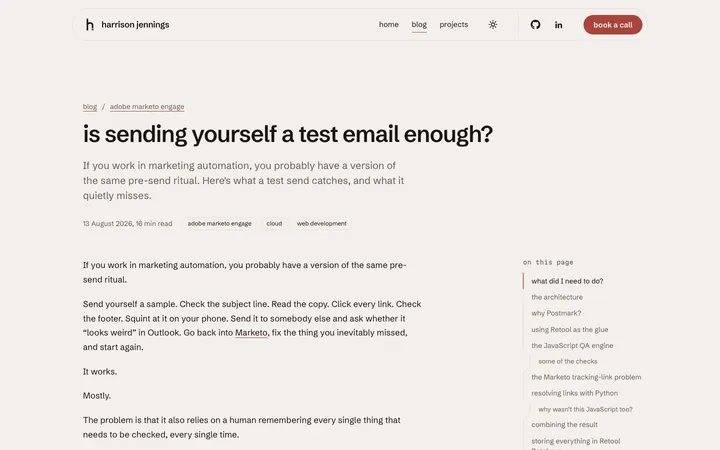 harrison jennings
home blog projects
book a call
blog / adobe marketo engage
is sending yourself a test email enough?
If you work in marketing automation, you probably have a version of
the same pre-send ritual. Here's what a test send catches, and what it
quietly misses.
13 August 2026, 16 min read adobe marketo engage cloud web development
If you work in marketing automation, you probably have a version of the same pre-
send ritual.
Send yourself a sample. Check the subject line. Read the copy. Click every link. Check
the footer. Squint at it on your phone. Send it to somebody else and ask whether it
“looks weird” in Outlook. Go back into Marketo, fix the thing you inevitably missed,
and start again.
It works.
Mostly.
The problem is that it also relies on a human remembering every single thing that
needs to be checked, every single time.
on this page
what did I need to do?
the architecture
why Postmark?
using Retool as the glue
the JavaScript QA engine
some of the checks
the Marketo tracking-link problem
resolving links with Python
why wasn't this JavaScript too?
combining the result
storing everything in Retool